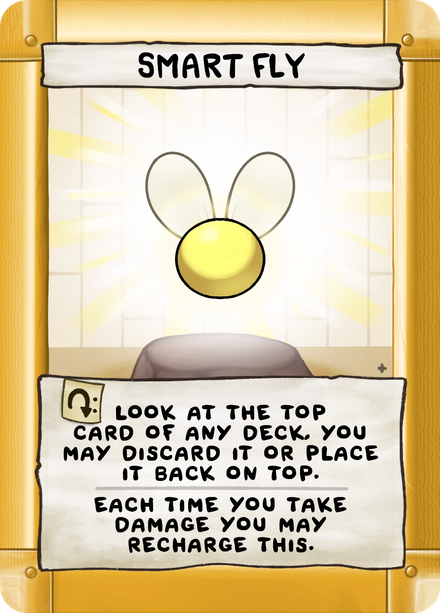 SMART FLY
: LOOK AT THE TOP
CARD OF ANY DECK. YOU
MAY DISCARD IT OR PLACE
IT BACK ON TOP.
EACH TIME YOU TAKE
DAMAGE YOU MAY
RECHARGE THIS.